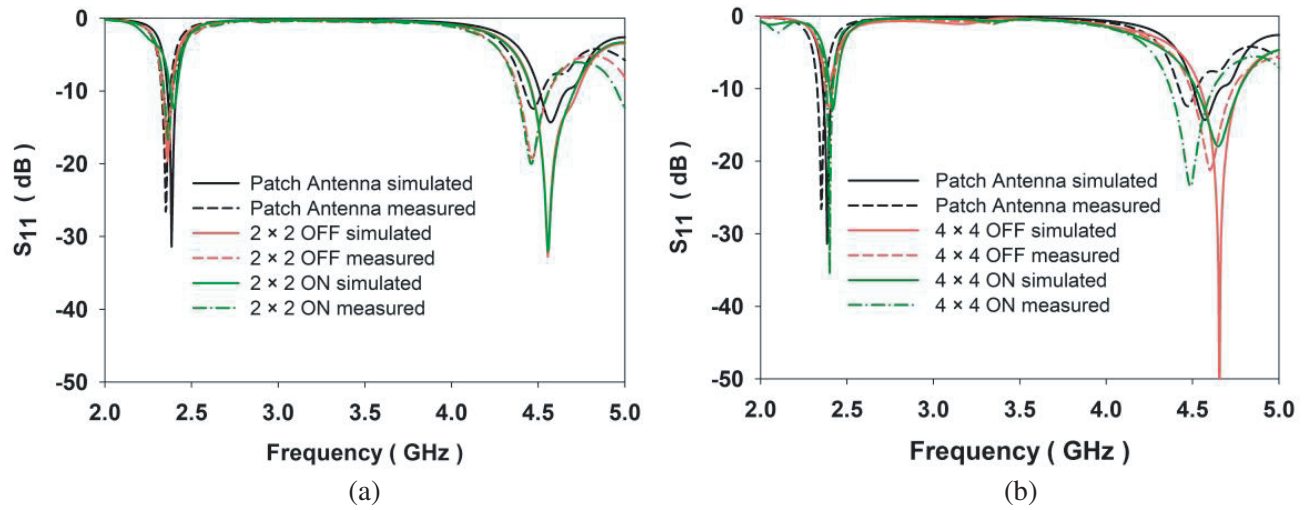 0
-10
-20
-30
-40
-50
S11 (dB)
Patch Antenna simulated
Patch Antenna measured
2 × 2 OFF simulated
2 × 2 OFF measured
2 × 2 ON simulated
2 × 2 ON measured
2.0 2.5 3.0 3.5 4.0 4.5 5.0
Frequency ( GHz )
(a)
0
-10
-20
-30
-40
-50
S11 (dB)
Patch Antenna simulated
Patch Antenna measured
4 × 4 OFF simulated
4 × 4 OFF measured
4 × 4 ON simulated
4 × 4 ON measured
2.0 2.5 3.0 3.5 4.0 4.5 5.0
Frequency ( GHz )
(b)